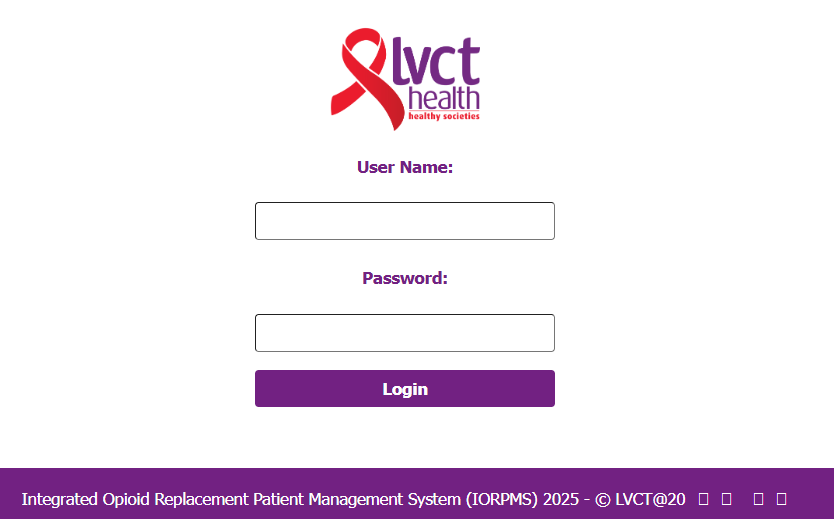 lvct
health
healthy societies
User Name:
Password:
Login
Integrated Opioid Replacement Patient Management System (IORPMS) 2025 - © LVCT@20